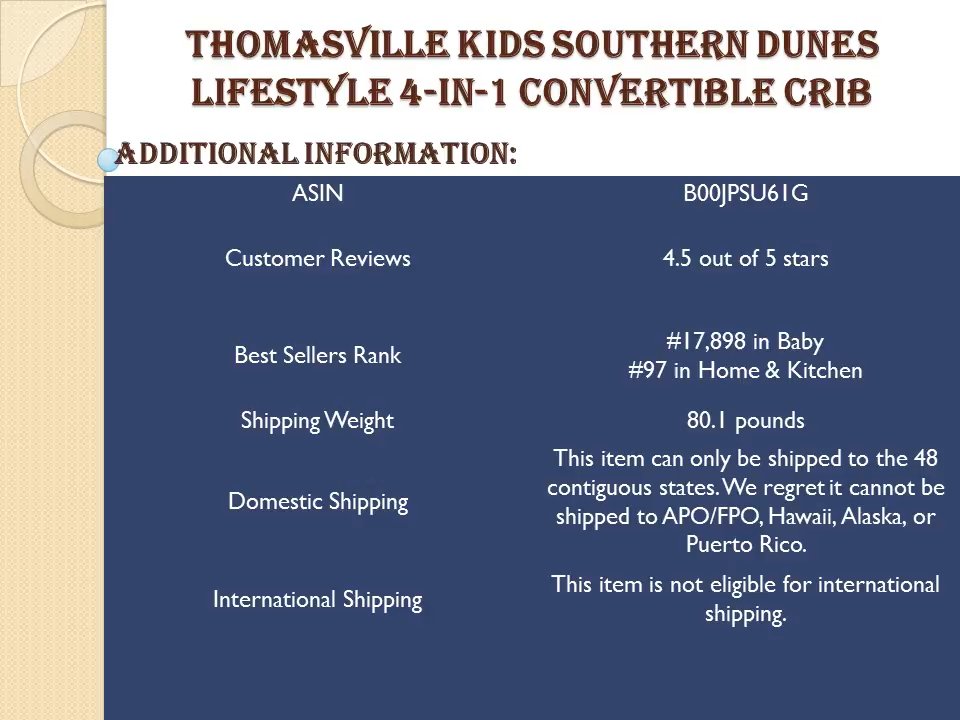 THOMASVILLE KIDS SOUTHERN DUNES
LIFESTYLE 4-IN-1 CONVERTIBLE CRIB
ADDITIONAL INFORMATION:
ASIN B00JPSU61G
Customer Reviews 4.5 out of 5 stars
Best Sellers Rank #17,898 in Baby
#97 in Home & Kitchen
Shipping Weight 80.1 pounds
Domestic Shipping This item can only be shipped to the 48
contiguous states. We regret it cannot be
shipped to APO/FPO, Hawaii, Alaska, or
Puerto Rico.
International Shipping This item is not eligible for international
shipping.